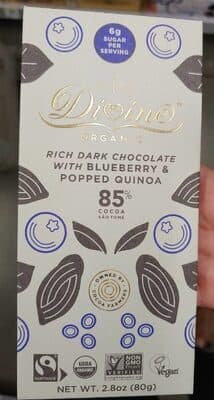 6g
SUGAR PER
SERVING
Divine
ORGANIC
RICH DARK CHOCOLATE
WITH BLUEBERRY &
POPPED QUINOA
85%
COCOA
SÃO TOMÉ
OWNED BY
COCOA FARMERS
FAIRTRADE
USDA
ORGANIC
NON
GMO
Project
VERIFIED
Vegan
NET WT. 2.8oz (80g)